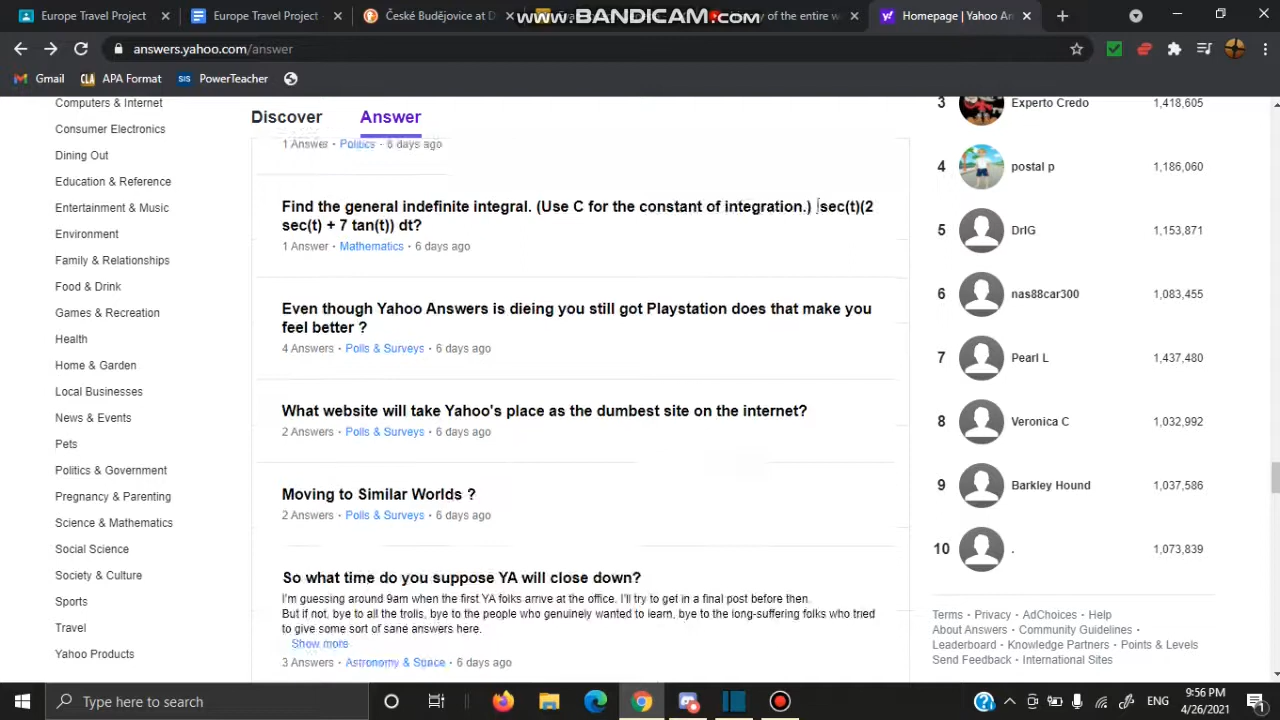 Europe Travel Project
Europe Travel Project
České Budějovice at D
www.BANDICAM.com
y of the entire w
Homepage | Yahoo An
answers.yahoo.com/answer
Gmail
CLA
APA Format
SIS
PowerTeacher
Computers & Internet
Consumer Electronics
Dining Out
Education & Reference
Entertainment & Music
Environment
Family & Relationships
Food & Drink
Games & Recreation
Health
Home & Garden
Local Businesses
News & Events
Pets
Politics & Government
Pregnancy & Parenting
Science & Mathematics
Social Science
Society & Culture
Sports
Travel
Yahoo Products
Discover
Answer
1 Answer · Politics · 6 days ago
Find the general indefinite integral. (Use C for the constant of integration.) ∫sec(t)(2
sec(t) + 7 tan(t)) dt?
1 Answer · Mathematics · 6 days ago
Even though Yahoo Answers is dieing you still got Playstation does that make you
feel better ?
4 Answers · Polls & Surveys · 6 days ago
What website will take Yahoo's place as the dumbest site on the internet?
2 Answers · Polls & Surveys · 6 days ago
Moving to Similar Worlds ?
2 Answers · Polls & Surveys · 6 days ago
So what time do you suppose YA will close down?
I'm guessing around 9am when the first YA folks arrive at the office. I'll try to get in a final post before then.
But if not, bye to all the trolls, bye to the people who genuinely wanted to learn, bye to the long-suffering folks who tried
to give some sort of sane answers here.
Show more
3 Answers · Astronomy & Space · 6 days ago
3 Experto Credo 1,418,605
4 postal p 1,186,060
5 DrIG 1,153,871
6 nas88car300 1,083,455
7 Pearl L 1,437,480
8 Veronica C 1,032,992
9 Barkley Hound 1,037,586
10 . 1,073,839
Terms · Privacy · AdChoices · Help
About Answers · Community Guidelines ·
Leaderboard · Knowledge Partners · Points & Levels
Send Feedback · International Sites
Type here to search
ENG
9:56 PM
4/26/2021
1